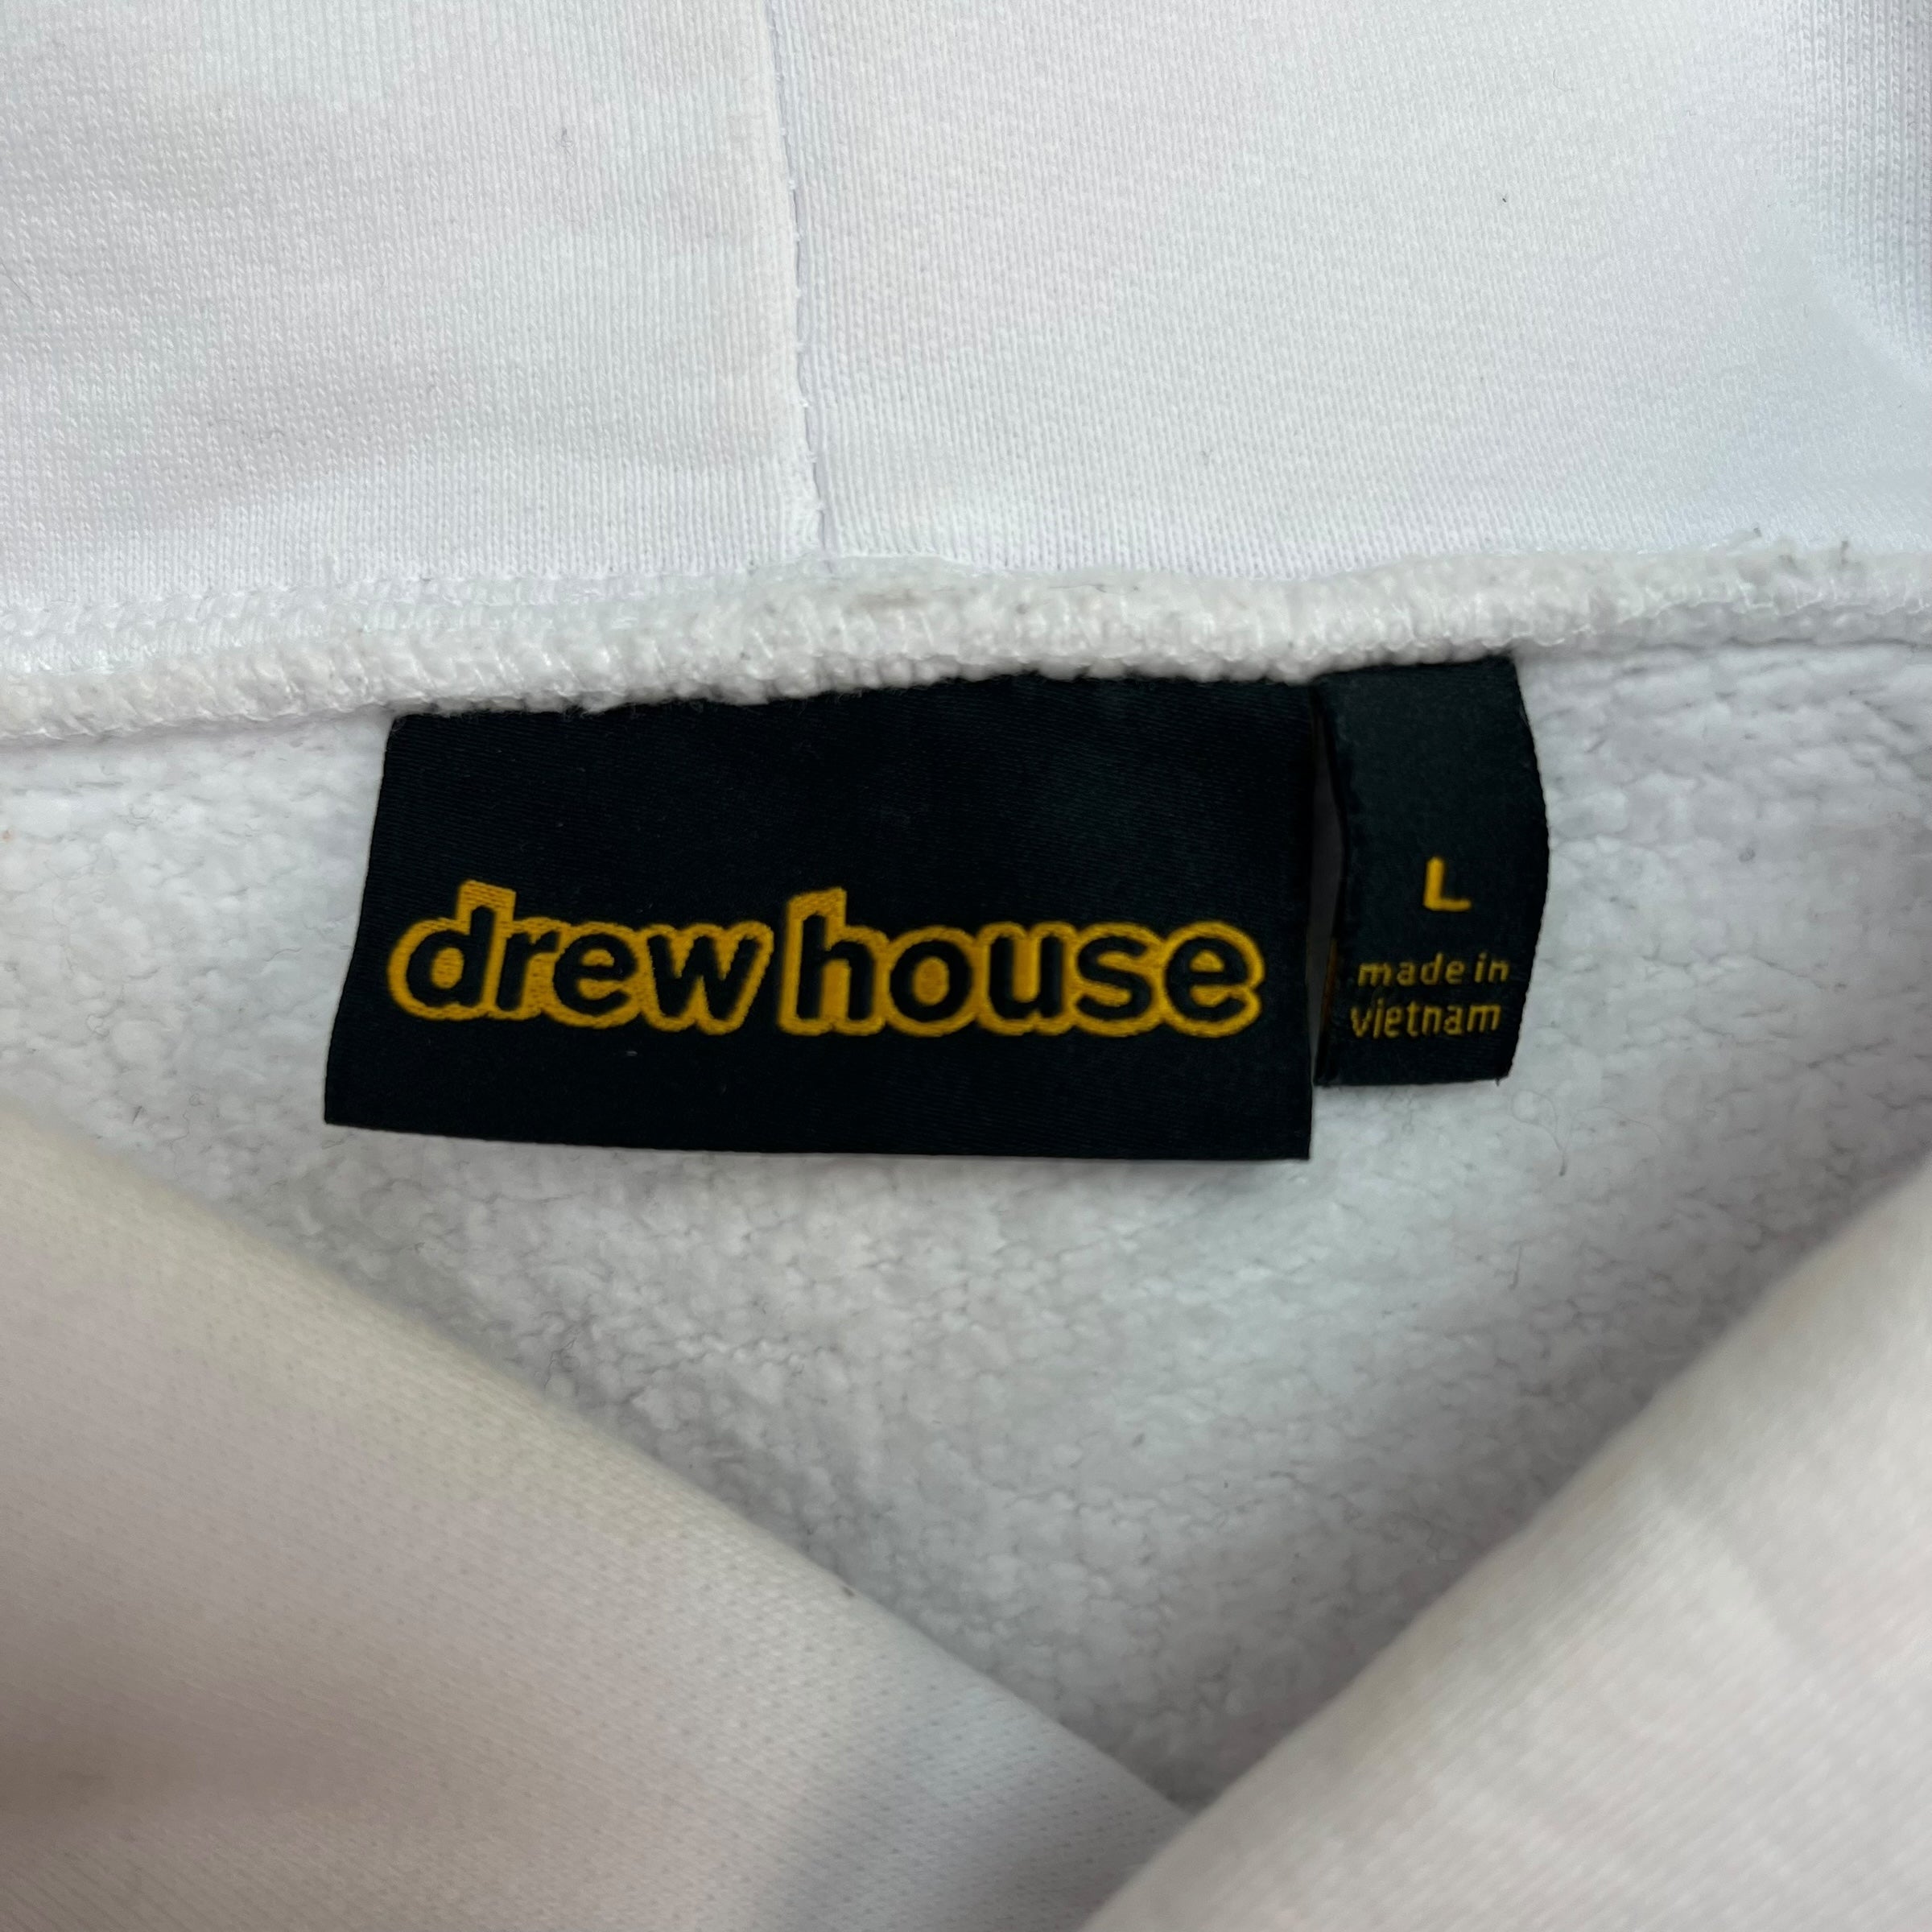 drew house
L
made in
vietnam